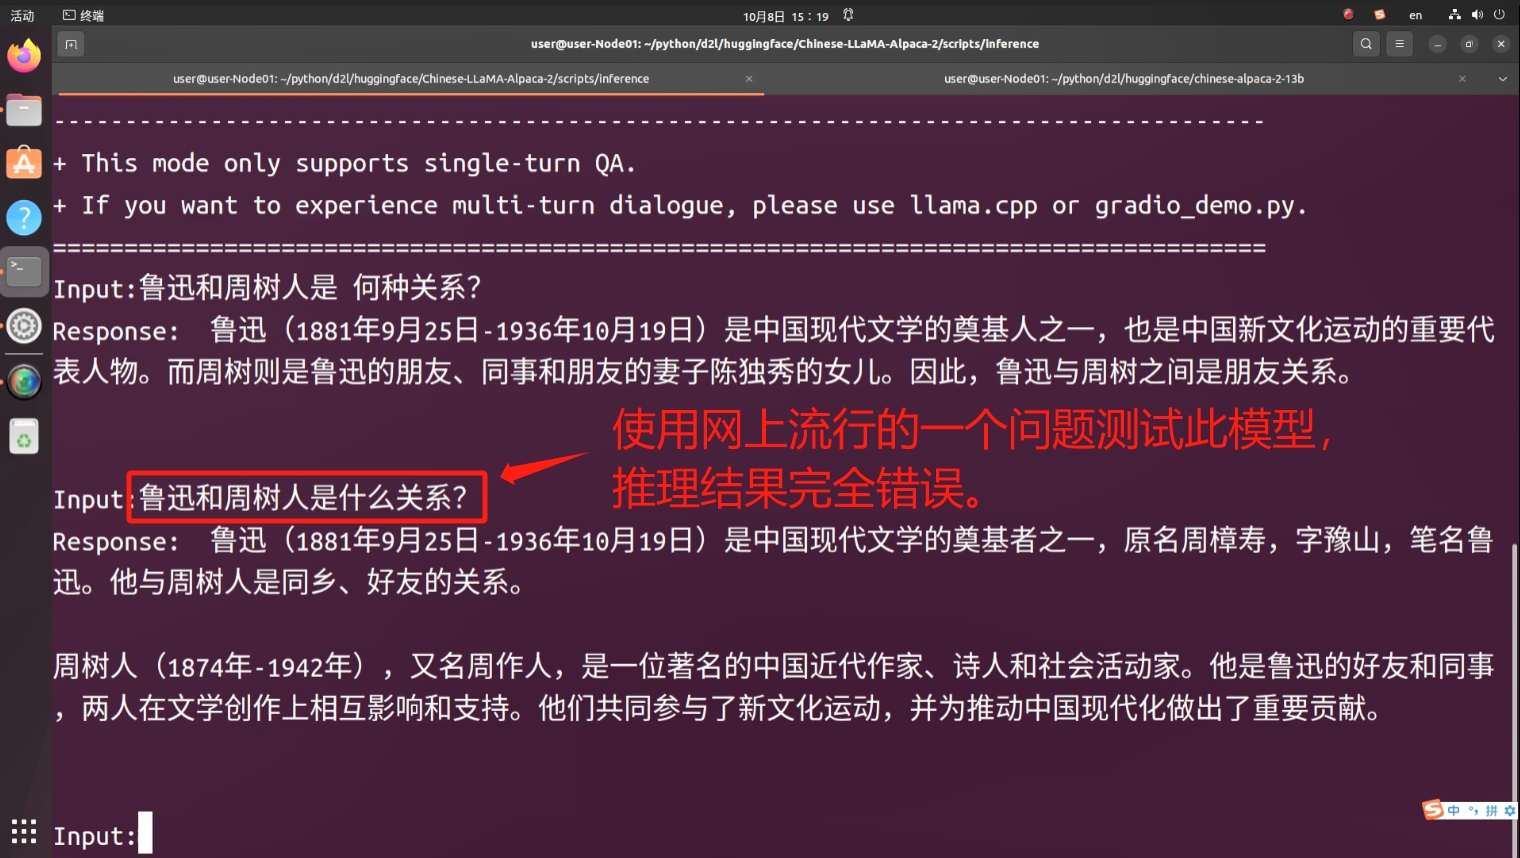 活动
终端
10月8日 15：19
en
user@user-Node01: ~/python/d2l/huggingface/Chinese-LLaMA-Alpaca-2/scripts/inference
user@user-Node01: ~/python/d2l/huggingface/Chinese-LLaMA-Alpaca-2/scripts/inference
user@user-Node01: ~/python/d2l/huggingface/chinese-alpaca-2-13b
-------------------------------------------------------------------------------------
+ This mode only supports single-turn QA.
+ If you want to experience multi-turn dialogue, please use llama.cpp or gradio_demo.py.
=====================================================================================
Input:鲁迅和周树人是 何种关系？
Response:  鲁迅（1881年9月25日-1936年10月19日）是中国现代文学的奠基人之一，也是中国新文化运动的重要代
表人物。而周树则是鲁迅的朋友、同事和朋友的妻子陈独秀的女儿。因此，鲁迅与周树之间是朋友关系。
使用网上流行的一个问题测试此模型，
推理结果完全错误。
Input:鲁迅和周树人是什么关系？
Response:  鲁迅（1881年9月25日-1936年10月19日）是中国现代文学的奠基者之一，原名周樟寿，字豫山，笔名鲁
迅。他与周树人是同乡、好友的关系。
周树人（1874年-1942年），又名周作人，是一位著名的中国近代作家、诗人和社会活动家。他是鲁迅的好友和同事
，两人在文学创作上相互影响和支持。他们共同参与了新文化运动，并为推动中国现代化做出了重要贡献。
Input:
中 拼